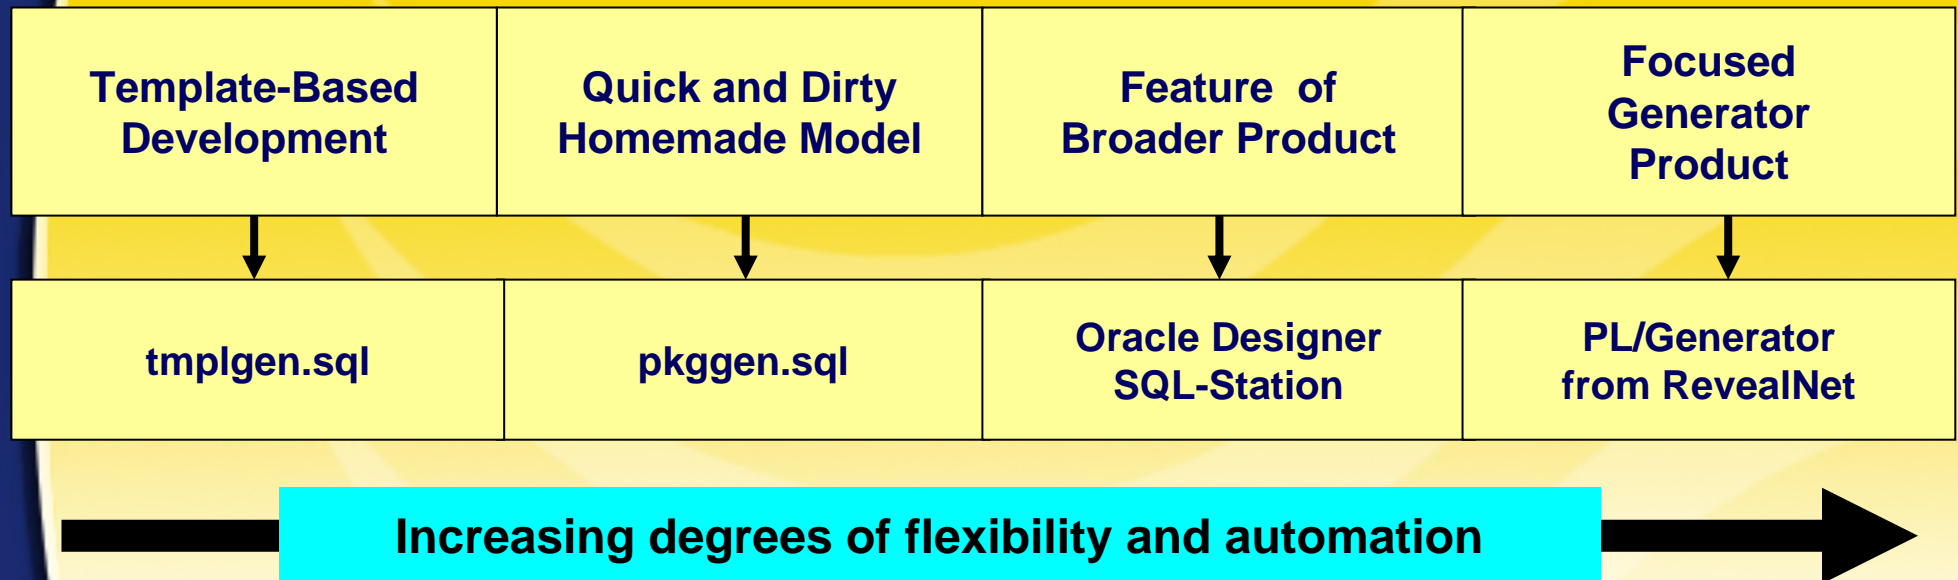 Template-Based
Development
Quick and Dirty
Homemade Model
Feature of
Broader Product
Focused
Generator
Product
tmplgen.sql
pkggen.sql
Oracle Designer
SQL-Station
PL/Generator
from RevealNet
Increasing degrees of flexibility and automation